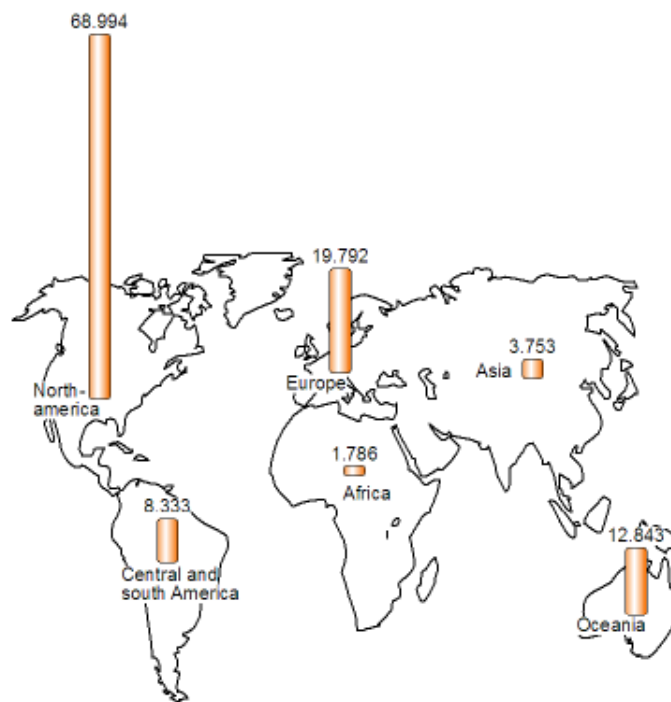 68.994
North-
america
19.792
Europe
3.753
Asia
1.786
Africa
8.333
Central and
south America
12.843
Oceania